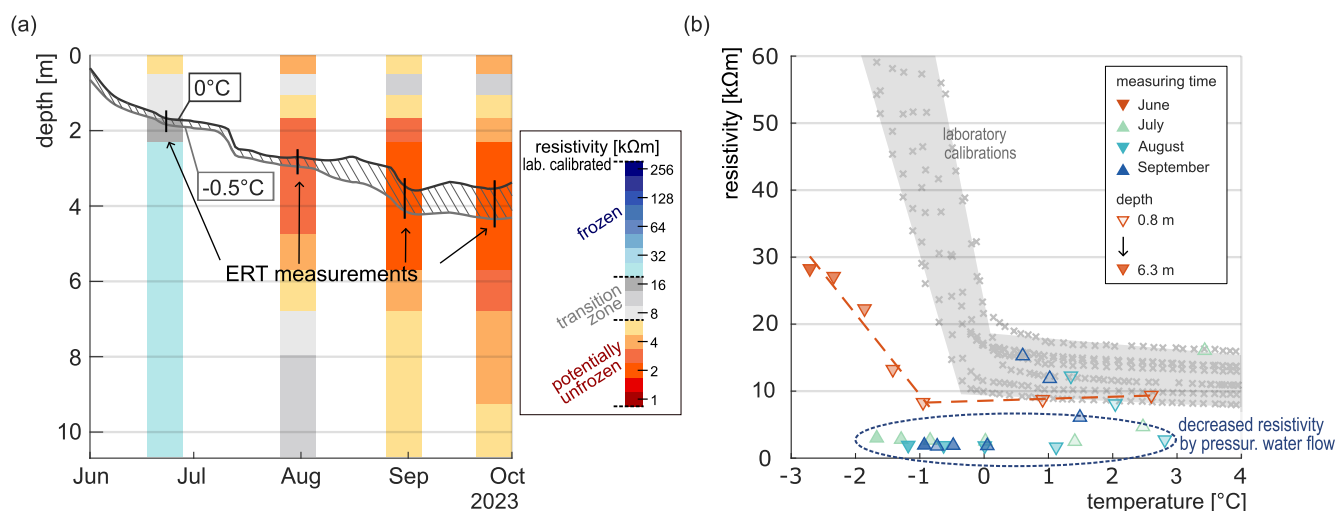 (a)
0
2
4
6
8
10
depth [m]
Jun
Jul
Aug
Sep
Oct
2023
0°C
-0.5°C
ERT measurements
resistivity [kΩm]
lab. calibrated
256
128
64
32
16
8
4
2
1
frozen
transition
zone
potentially
unfrozen
(b)
resistivity [kΩm]
60
50
40
30
20
10
0
-3
-2
-1
0
1
2
3
4
temperature [°C]
laboratory
calibrations
measuring time
June
July
August
September
depth
0.8 m
6.3 m
decreased resistivity
by pressur. water flow